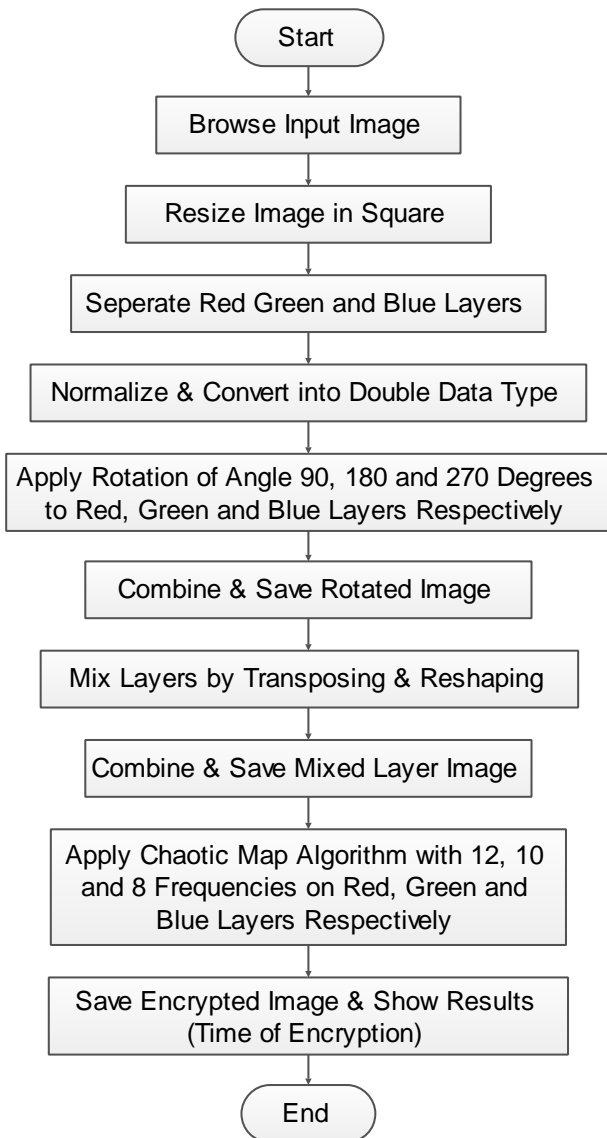 Start
Browse Input Image
Resize Image in Square
Seperate Red Green and Blue Layers
Normalize & Convert into Double Data Type
Apply Rotation of Angle 90, 180 and 270 Degrees
to Red, Green and Blue Layers Respectively
Combine & Save Rotated Image
Mix Layers by Transposing & Reshaping
Combine & Save Mixed Layer Image
Apply Chaotic Map Algorithm with 12, 10
and 8 Frequencies on Red, Green and
Blue Layers Respectively
Save Encrypted Image & Show Results
(Time of Encryption)
End